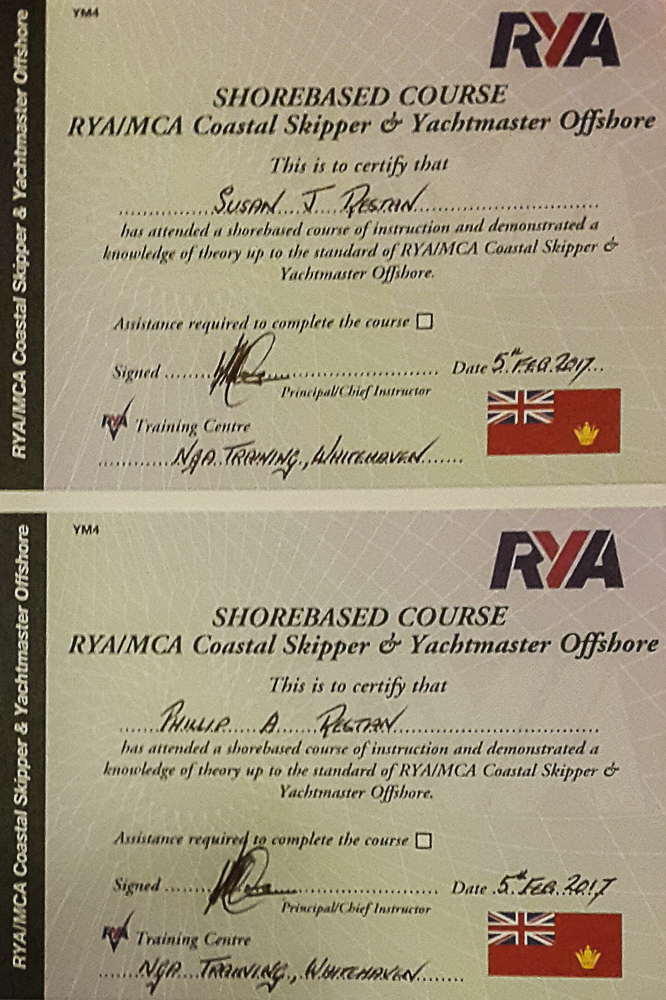 RYA/MCA Coastal Skipper & Yachtmaster Offshore
YM4
RYA
SHOREBASED COURSE
RYA/MCA Coastal Skipper & Yachtmaster Offshore
This is to certify that
SUSAN J
has attended a shorebased course of instruction and demonstrated a
knowledge of theory up to the standard of RYA/MCA Coastal Skipper &
Yachtmaster Offshore.
Assistance required to complete the course
Signed Date 5th FEB. 2017
Principal/Chief Instructor
RYA Training Centre
TRAINING, WHITEHAVEN
RYA/MCA Coastal Skipper & Yachtmaster Offshore
YM4
RYA
SHOREBASED COURSE
RYA/MCA Coastal Skipper & Yachtmaster Offshore
This is to certify that
PHILLIP A
has attended a shorebased course of instruction and demonstrated a
knowledge of theory up to the standard of RYA/MCA Coastal Skipper &
Yachtmaster Offshore.
Assistance required to complete the course
Signed Date 5th FEB. 2017
Principal/Chief Instructor
RYA Training Centre
TRAINING, WHITEHAVEN